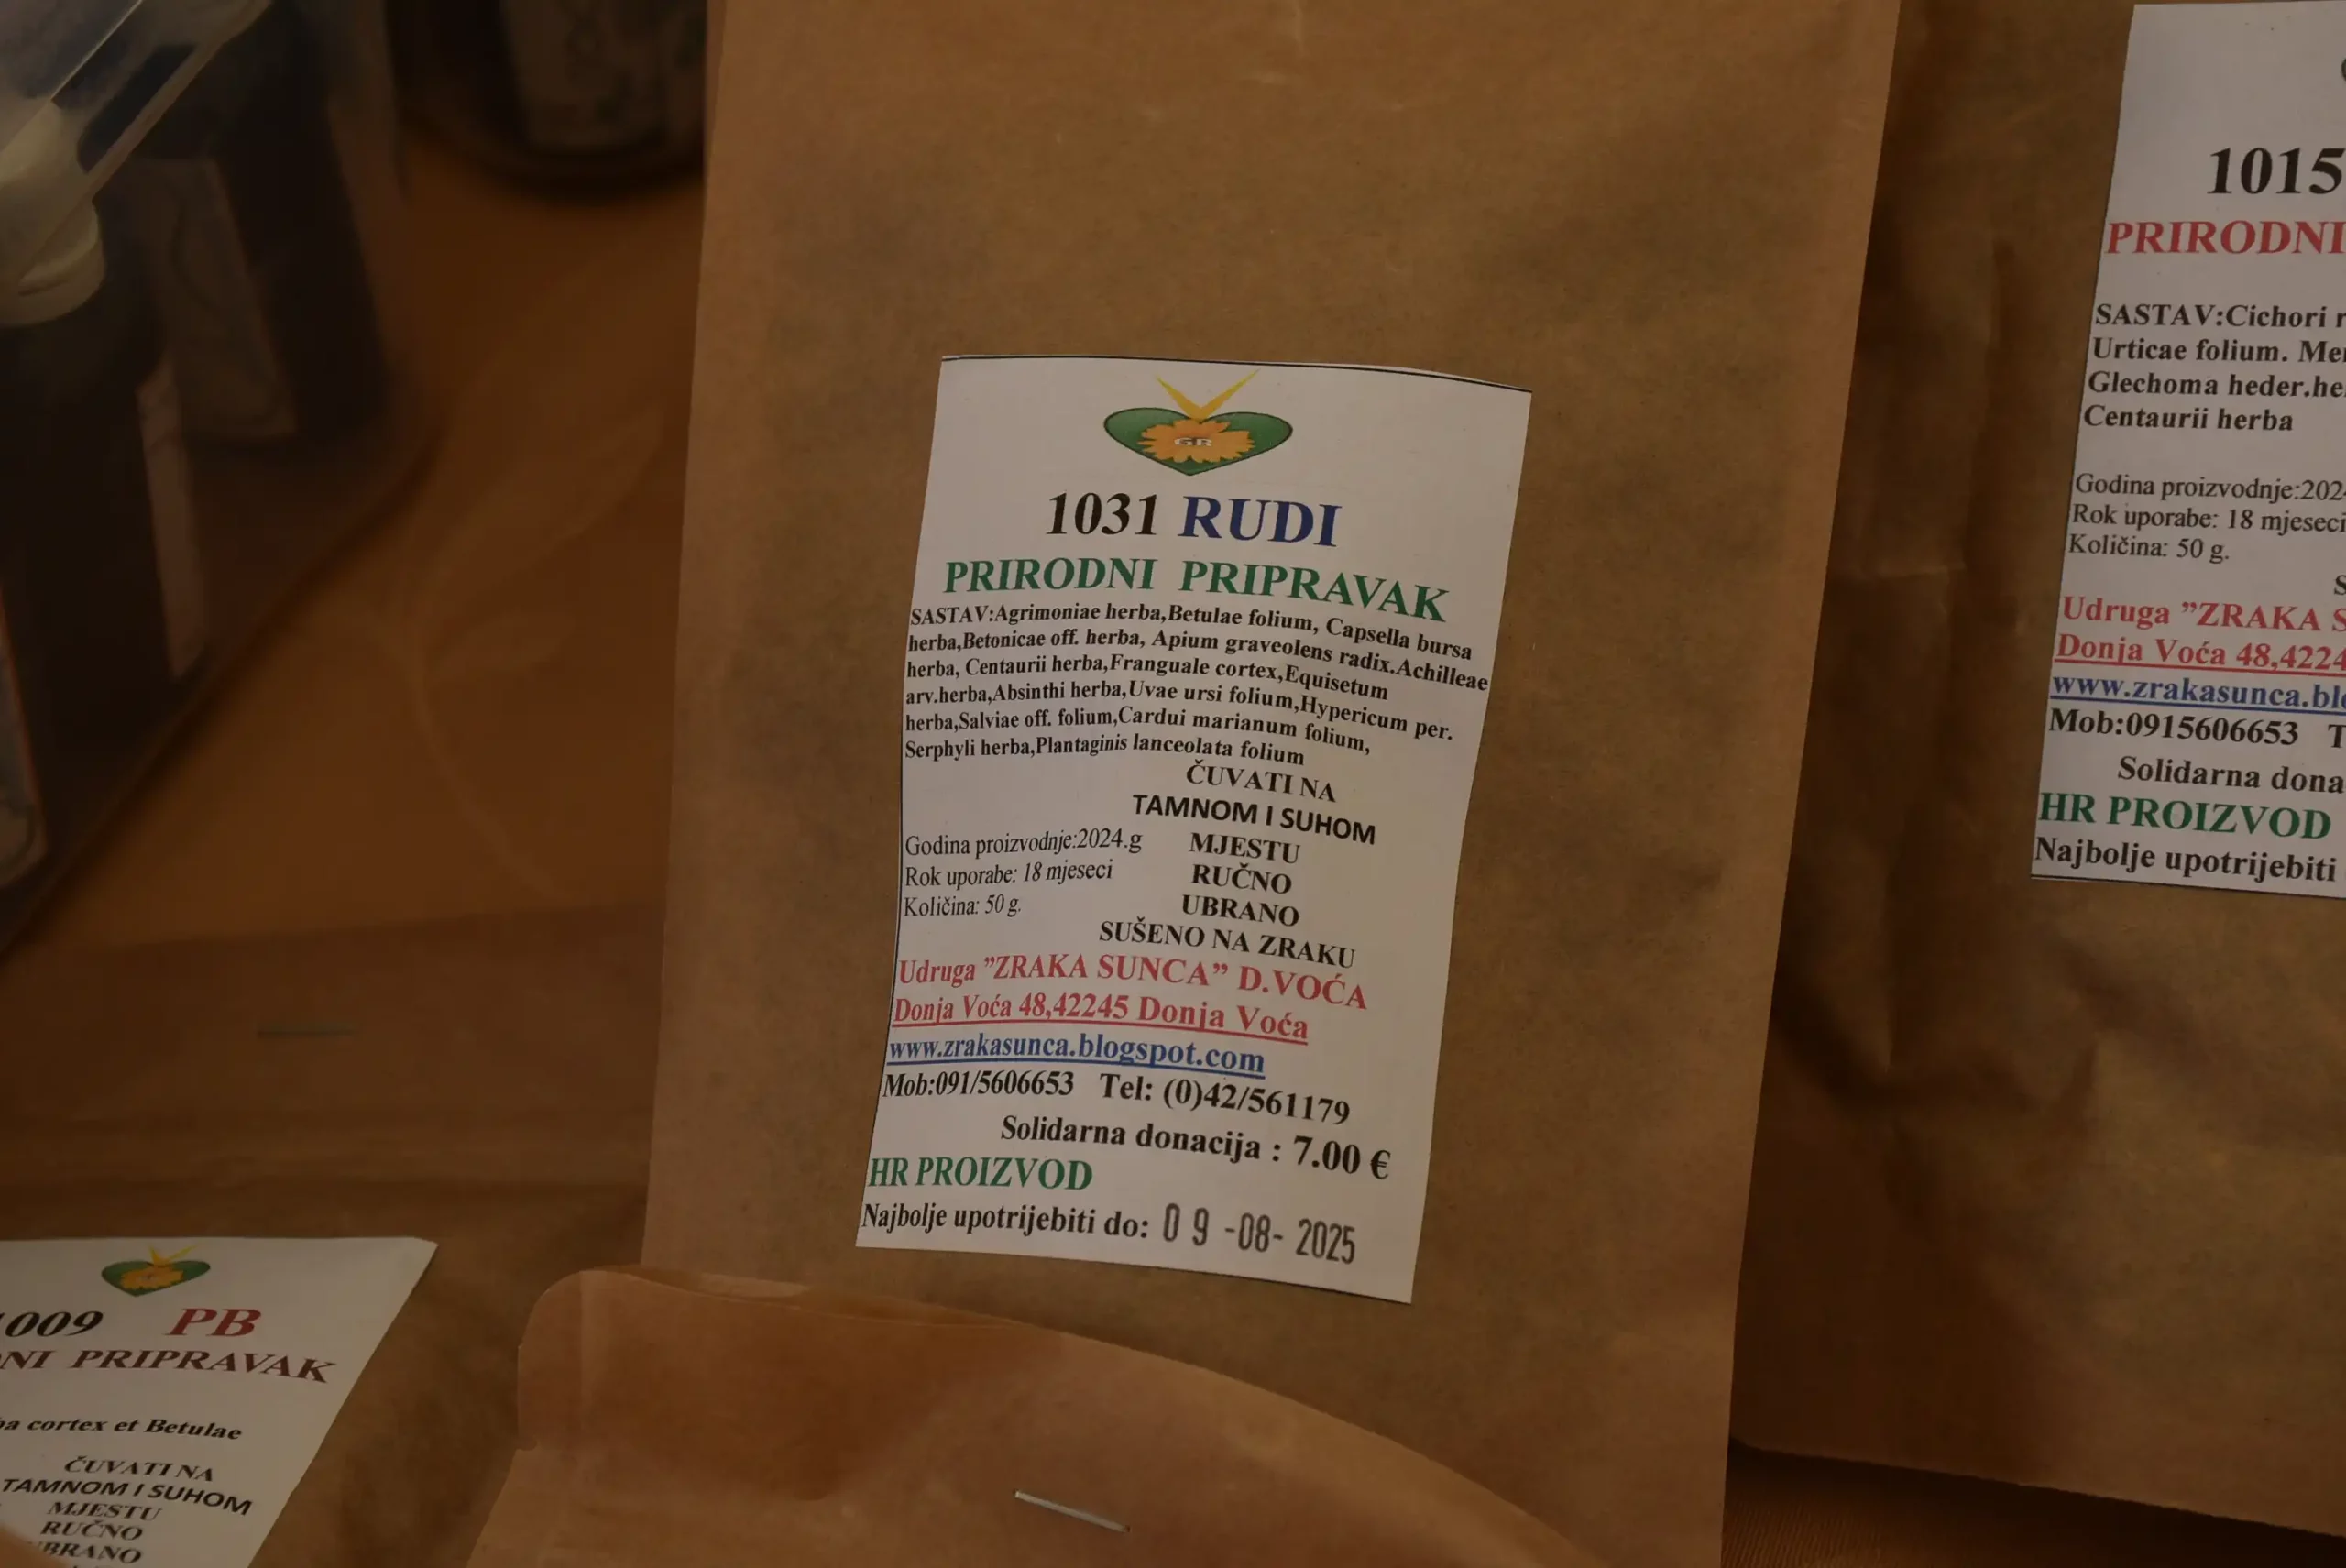 GR
1031 RUDI
PRIRODNI PRIPRAVAK
SASTAV:Agrimoniae herba,Betulae folium, Capsella bursa
herba,Betonicae off. herba, Apium graveolens radix.Achilleae
herba, Centaurii herba,Franguale cortex,Equisetum
arv.herba,Absinthi herba,Uvae ursi folium,Hypericum per.
herba,Salviae off. folium,Cardui marianum folium,
Serphyli herba,Plantaginis lanceolata folium
ČUVATI NA
TAMNOM I SUHOM
Godina proizvodnje:2024.g MJESTU
Rok uporabe: 18 mjeseci RUČNO
Količina: 50 g. UBRANO
SUŠENO NA ZRAKU
Udruga ”ZRAKA SUNCA” D.VOĆA
Donja Voća 48,42245 Donja Voća
www.zrakasunca.blogspot.com
Mob:091/5606653 Tel: (0)42/561179
Solidarna donacija : 7.00 €
HR PROIZVOD
Najbolje upotrijebiti do: 09-08-2025
1015
PRIRODNI
SASTAV:Cichori
Urticae folium.
Glechoma
Centaurii herba
Godina proizvodnje:202
Rok uporabe: 18 mjeseci
Količina: 50 g.
Udruga ”ZRAKA
Donja Voća 48,4224
www.zrakasunca.
Mob:0915606653
Solidarna
HR PROIZVOD
Najbolje upotrijebiti
1009 PB
PRIPRAVAK
cortex et Betulae
ČUVATI NA
TAMNOM I SUHOM
MJESTU
RUČNO
UBRANO